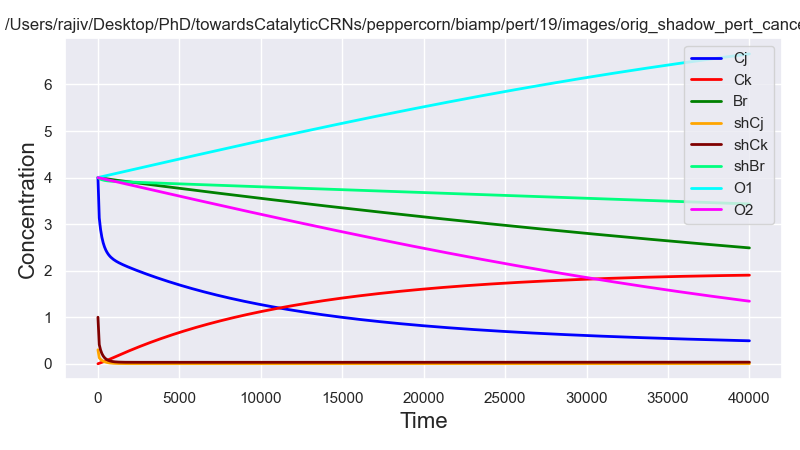 /Users/rajiv/Desktop/PhD/towardsCatalyticCRNs/peppercorn/biamp/pert/19/images/orig_shadow_pert_cance
Concentration
6
5
4
3
2
1
0
0 5000 10000 15000 20000 25000 30000 35000 40000
Time
Cj
Ck
Br
shCj
shCk
shBr
O1
O2